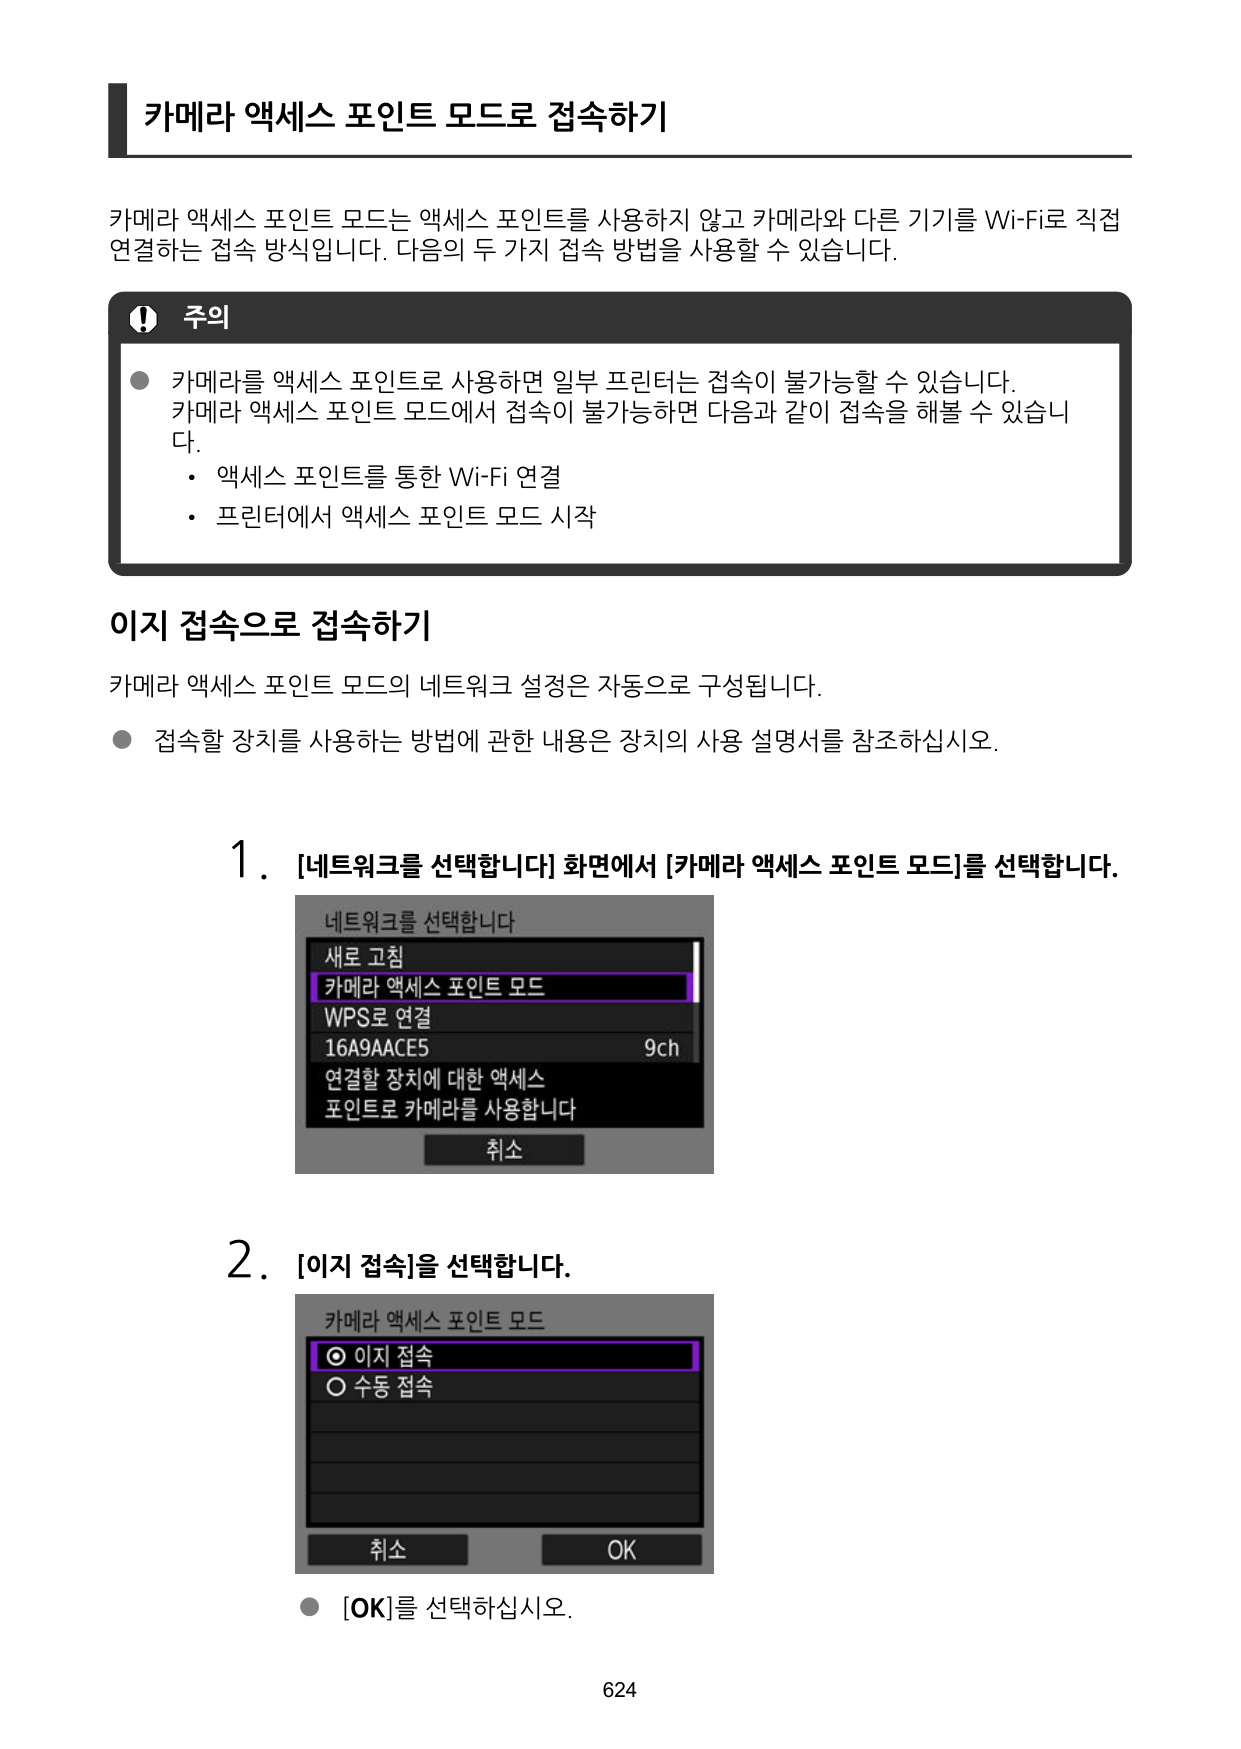 카메라 액세스 포인트 모드로 접속하기
카메라 액세스 포인트 모드는 액세스 포인트를 사용하지 않고 카메라와 다른 기기를 Wi-Fi로 직접
연결하는 접속 방식입니다. 다음의 두 가지 접속 방법을 사용할 수 있습니다.
주의
● 카메라를 액세스 포인트로 사용하면 일부 프린터는 접속이 불가능할 수 있습니다.
카메라 액세스 포인트 모드에서 접속이 불가능하면 다음과 같이 접속을 해볼 수 있습니
다.
• 액세스 포인트를 통한 Wi-Fi 연결
• 프린터에서 액세스 포인트 모드 시작
이지 접속으로 접속하기
카메라 액세스 포인트 모드의 네트워크 설정은 자동으로 구성됩니다.
● 접속할 장치를 사용하는 방법에 관한 내용은 장치의 사용 설명서를 참조하십시오.
1. [네트워크를 선택합니다] 화면에서 [카메라 액세스 포인트 모드]를 선택합니다.
네트워크를 선택합니다
새로 고침
카메라 액세스 포인트 모드
WPS로 연결
16A9AACE5 9ch
연결할 장치에 대한 액세스
포인트로 카메라를 사용합니다
취소
2. [이지 접속]을 선택합니다.
카메라 액세스 포인트 모드
이지 접속
수동 접속
취소 OK
● [OK]를 선택하십시오.
624